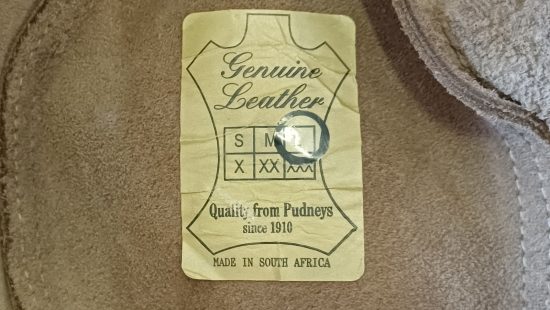 Genuine
Leather
S M L
X XX XXX
Quality from Pudneys
since 1910
MADE IN SOUTH AFRICA